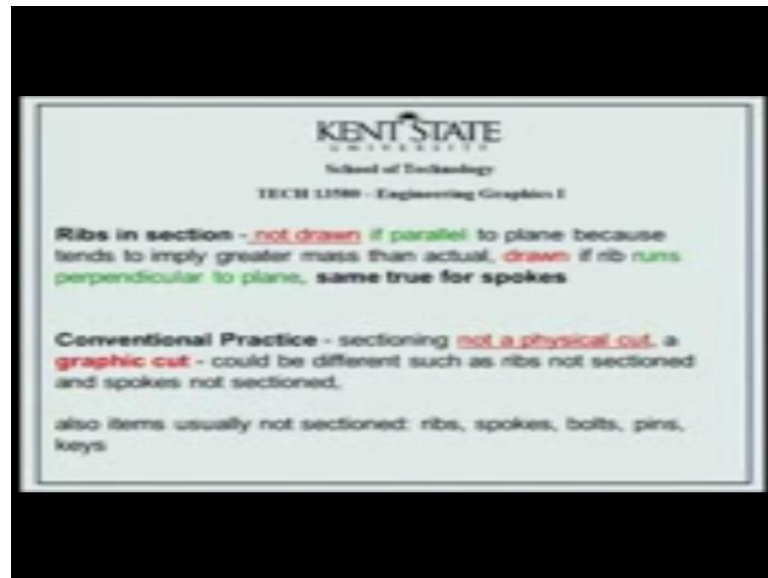 KENT STATE
UNIVERSITY
School of Technology
TECH 13580 - Engineering Graphics I
Ribs in section - not drawn if parallel to plane because
tends to imply greater mass than actual, drawn if rib runs
perpendicular to plane, same true for spokes
Conventional Practice - sectioning not a physical cut, a
graphic cut - could be different such as ribs not sectioned
and spokes not sectioned,
also items usually not sectioned: ribs, spokes, bolts, pins,
keys